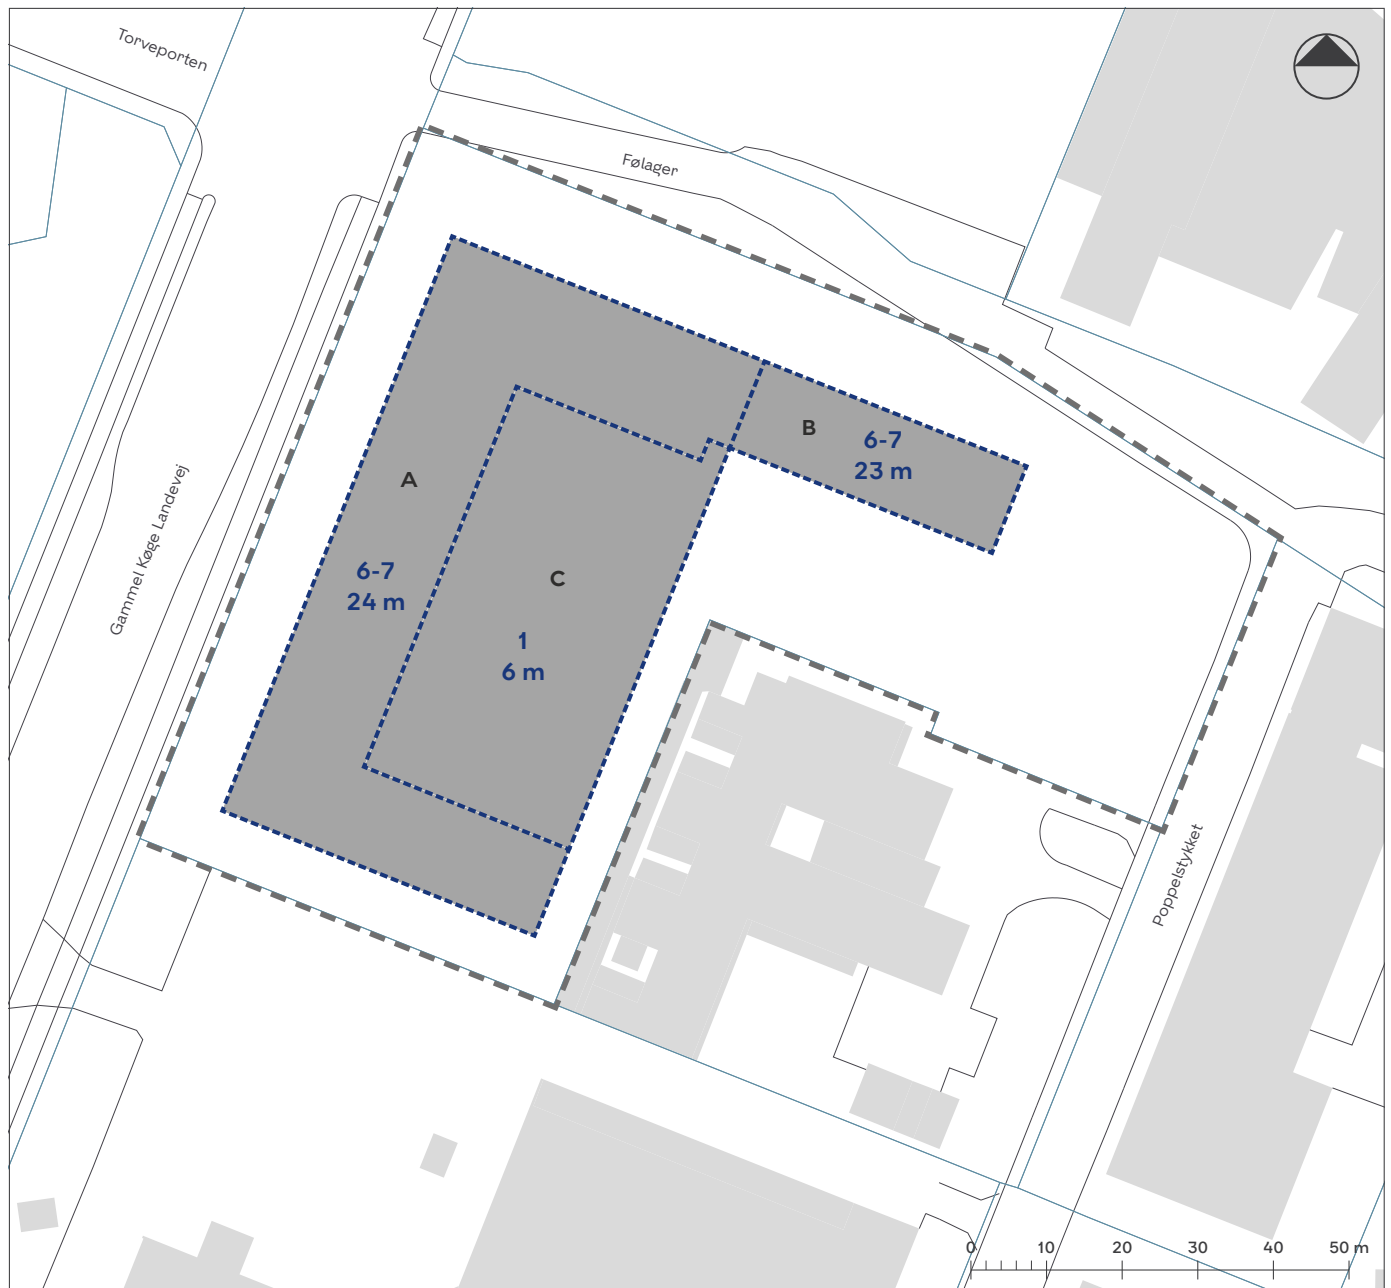 Torveporten
Følager
B
6-7
23 m
A
Gammel Køge Landevej
6-7
24 m
C
1
6 m
Poppelstykket
0 10 20 30 40 50 m